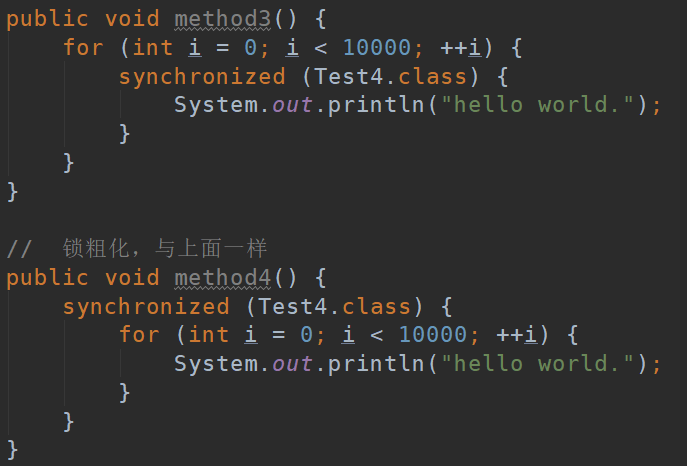 public void method3() {
    for (int i = 0; i < 10000; ++i) {
        synchronized (Test4.class) {
            System.out.println("hello world.");
        }
    }
}

//  锁粗化，与上面一样
public void method4() {
    synchronized (Test4.class) {
        for (int i = 0; i < 10000; ++i) {
            System.out.println("hello world.");
        }
    }
}